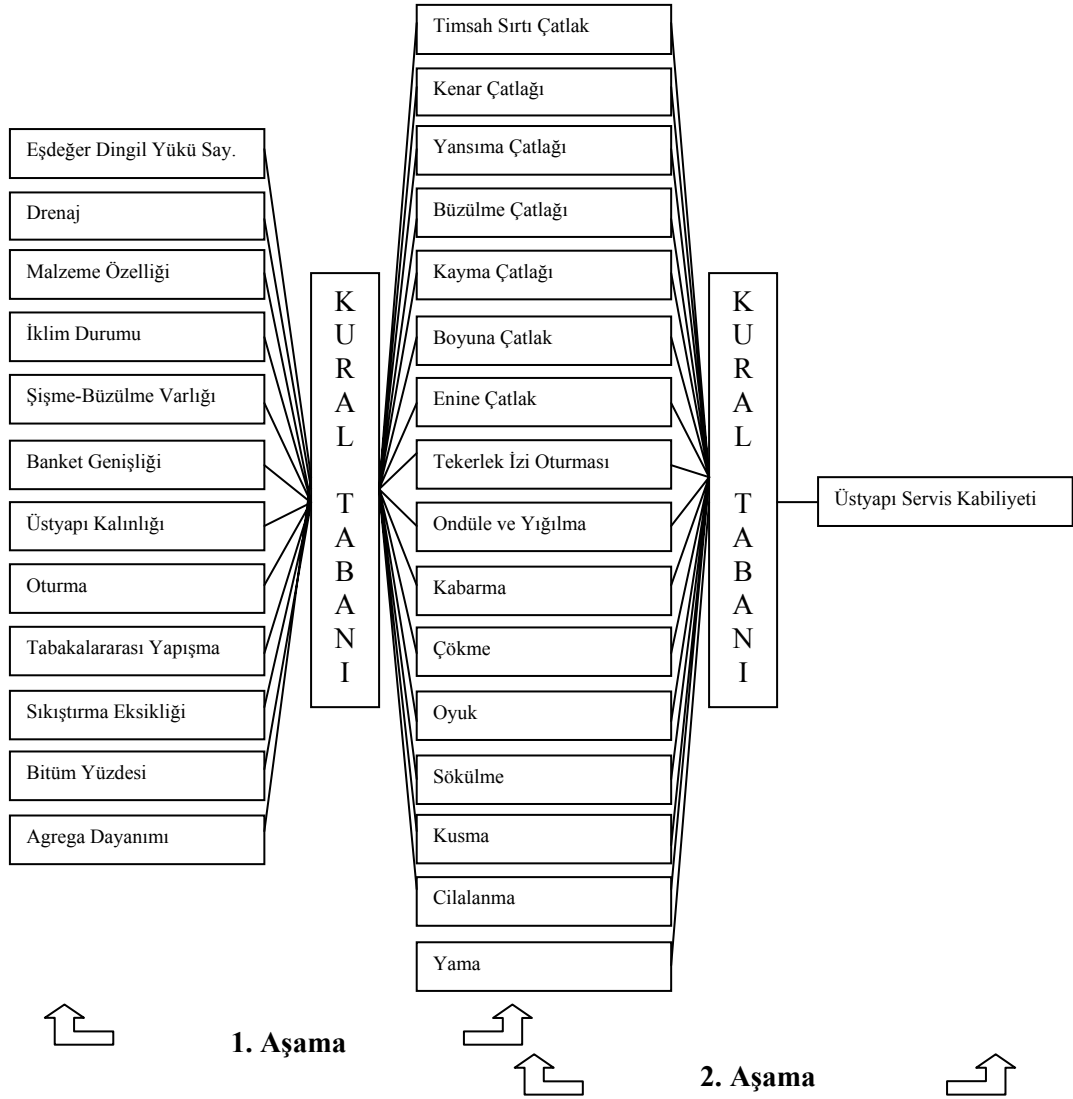 Eşdeğer Dingil Yükü Say.
Drenaj
Malzeme Özelliği
İklim Durumu
Şişme-Büzülme Varlığı
Banket Genişliği
Üstyapı Kalınlığı
Oturma
Tabakalararası Yapışma
Sıkıştırma Eksikliği
Bitüm Yüzdesi
Agrega Dayanımı
KURAL TABANI
Timsah Sırtı Çatlak
Kenar Çatlağı
Yansıma Çatlağı
Büzülme Çatlağı
Kayma Çatlağı
Boyuna Çatlak
Enine Çatlak
Tekerlek İzi Oturması
Ondüle ve Yığılma
Kabarma
Çökme
Oyuk
Sökülme
Kusma
Cilalanma
Yama
KURAL TABANI
Üstyapı Servis Kabiliyeti
1. Aşama
2. Aşama